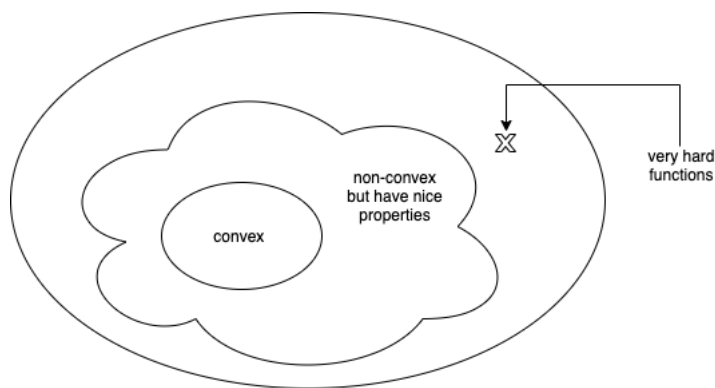 non-convex
but have nice
properties
convex
X
very hard
functions